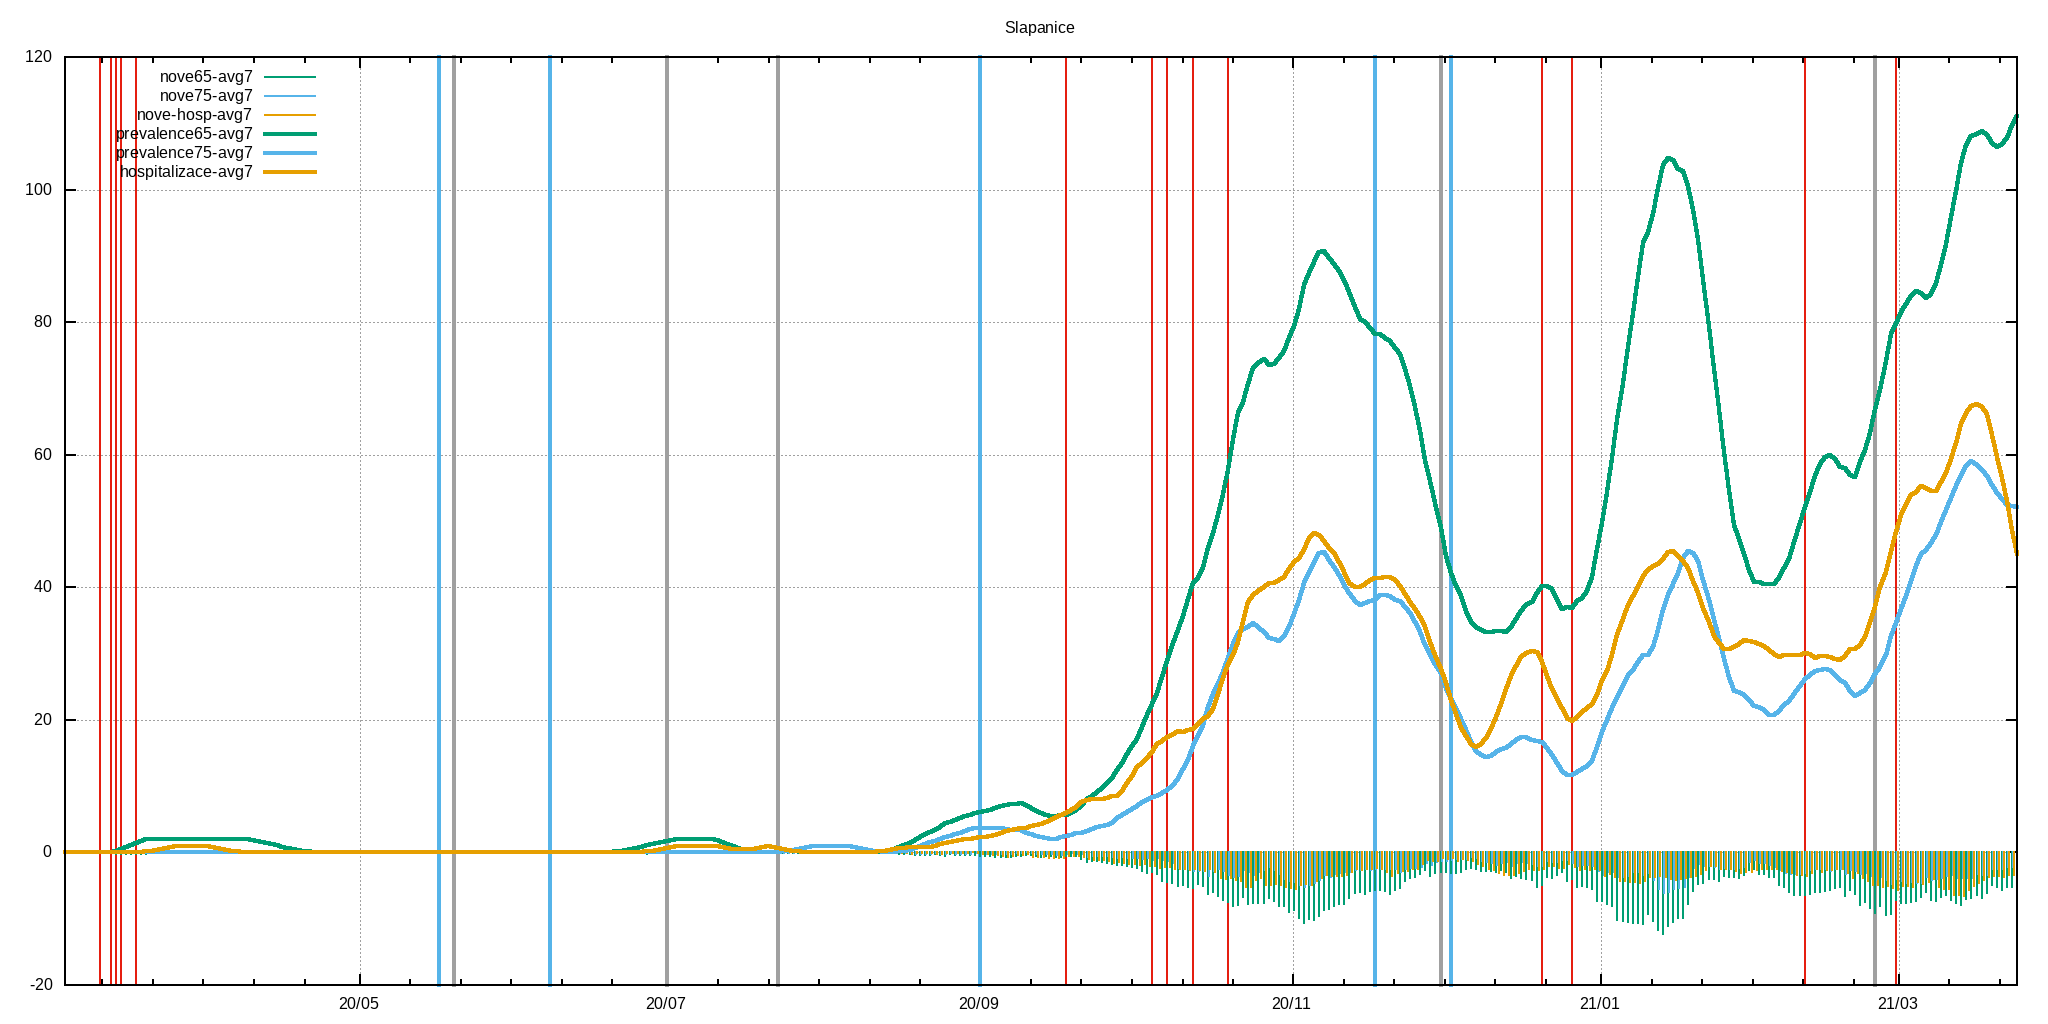 Slapanice
120
nove65-avg7
nove75-avg7
nove-hosp-avg7
prevalence65-avg7
prevalence75-avg7
hospitalizace-avg7
100
80
60
40
20
0
-20
20/05 20/07 20/09 20/11 21/01 21/03